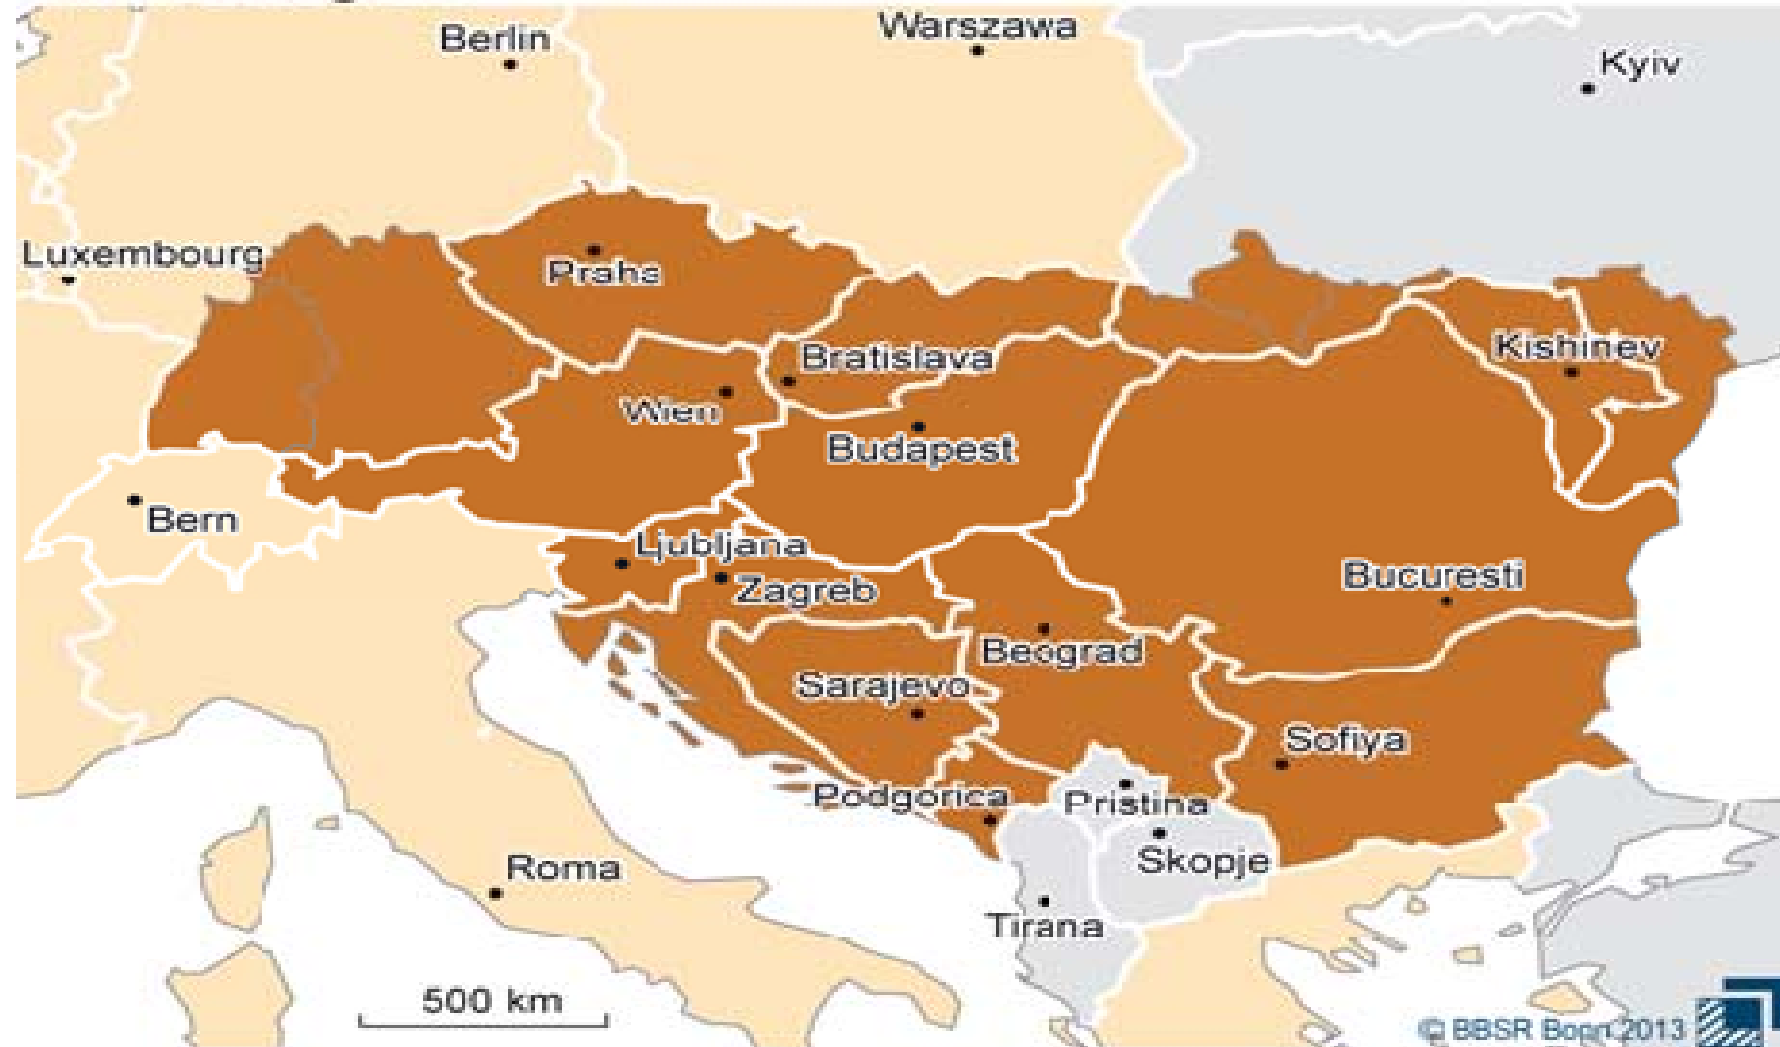 Warszawa
Berlin
Kyiv
Luxembourg
Praha
Kishinev
Bratislava
Wien
Budapest
Bern
Ljubljana
Bucuresti
Zagreb
Beograd
Sarajevo
Sofiya
Podgorica
Pristina
Skopje
Roma
Tirana
500 km
© BBSR Bonn 2013